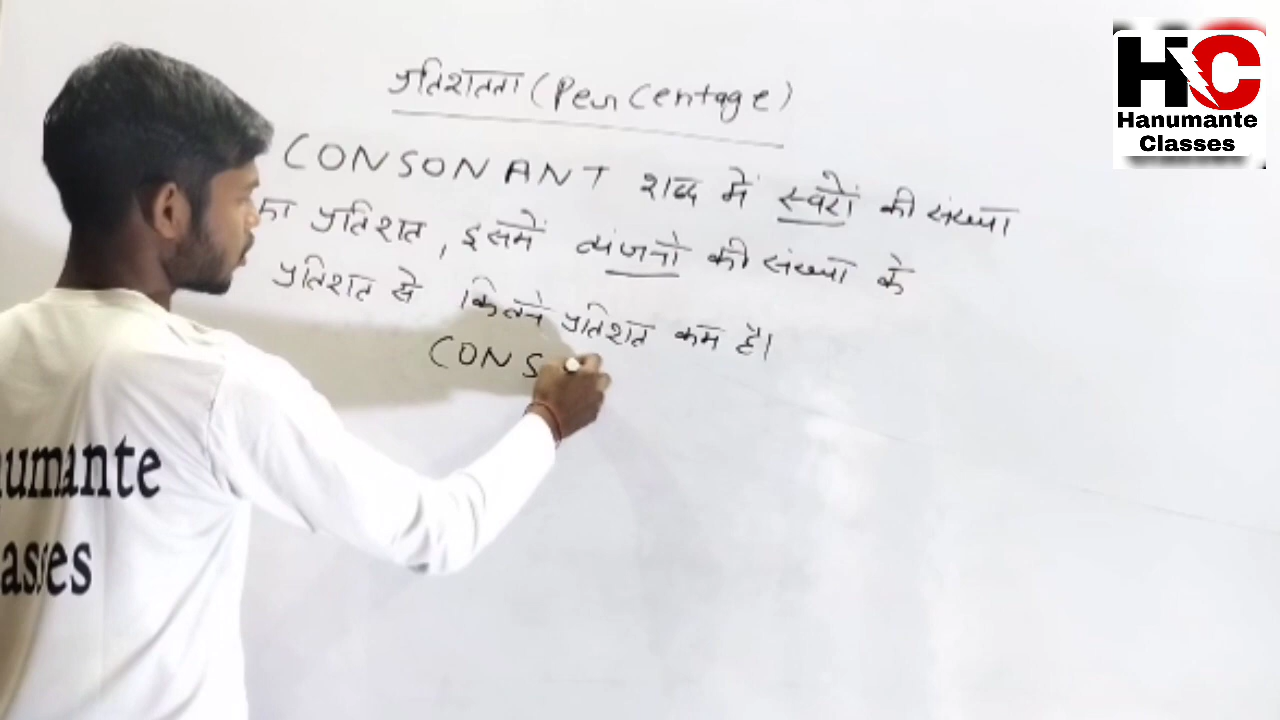 प्रतिशतता (Percentage)
CONSONANT शब्द में स्वरों की संख्या
का प्रतिशत, इसमें व्यंजनो की संख्या के
प्रतिशत से कितने प्रतिशत कम है।
CONS
HC
Hanumante
Classes
umante
asses